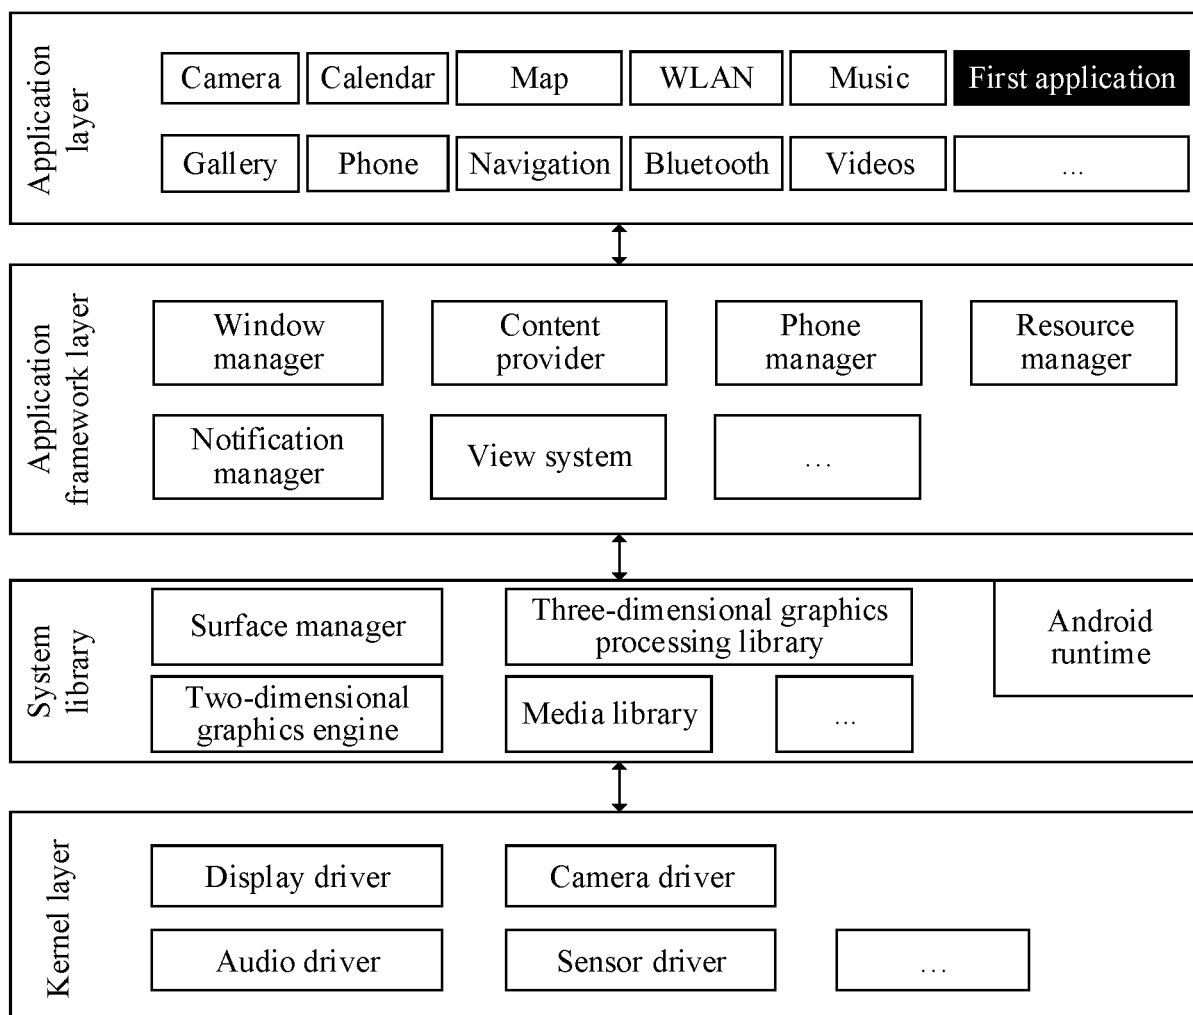 Application
layer
Camera
Calendar
Map
WLAN
Music
First application
Gallery
Phone
Navigation
Bluetooth
Videos
...
Application
framework layer
Window
manager
Content
provider
Phone
manager
Resource
manager
Notification
manager
View system
...
System
library
Surface manager
Three-dimensional graphics
processing library
Android
runtime
Two-dimensional
graphics engine
Media library
...
Kernel layer
Display driver
Camera driver
Audio driver
Sensor driver
...